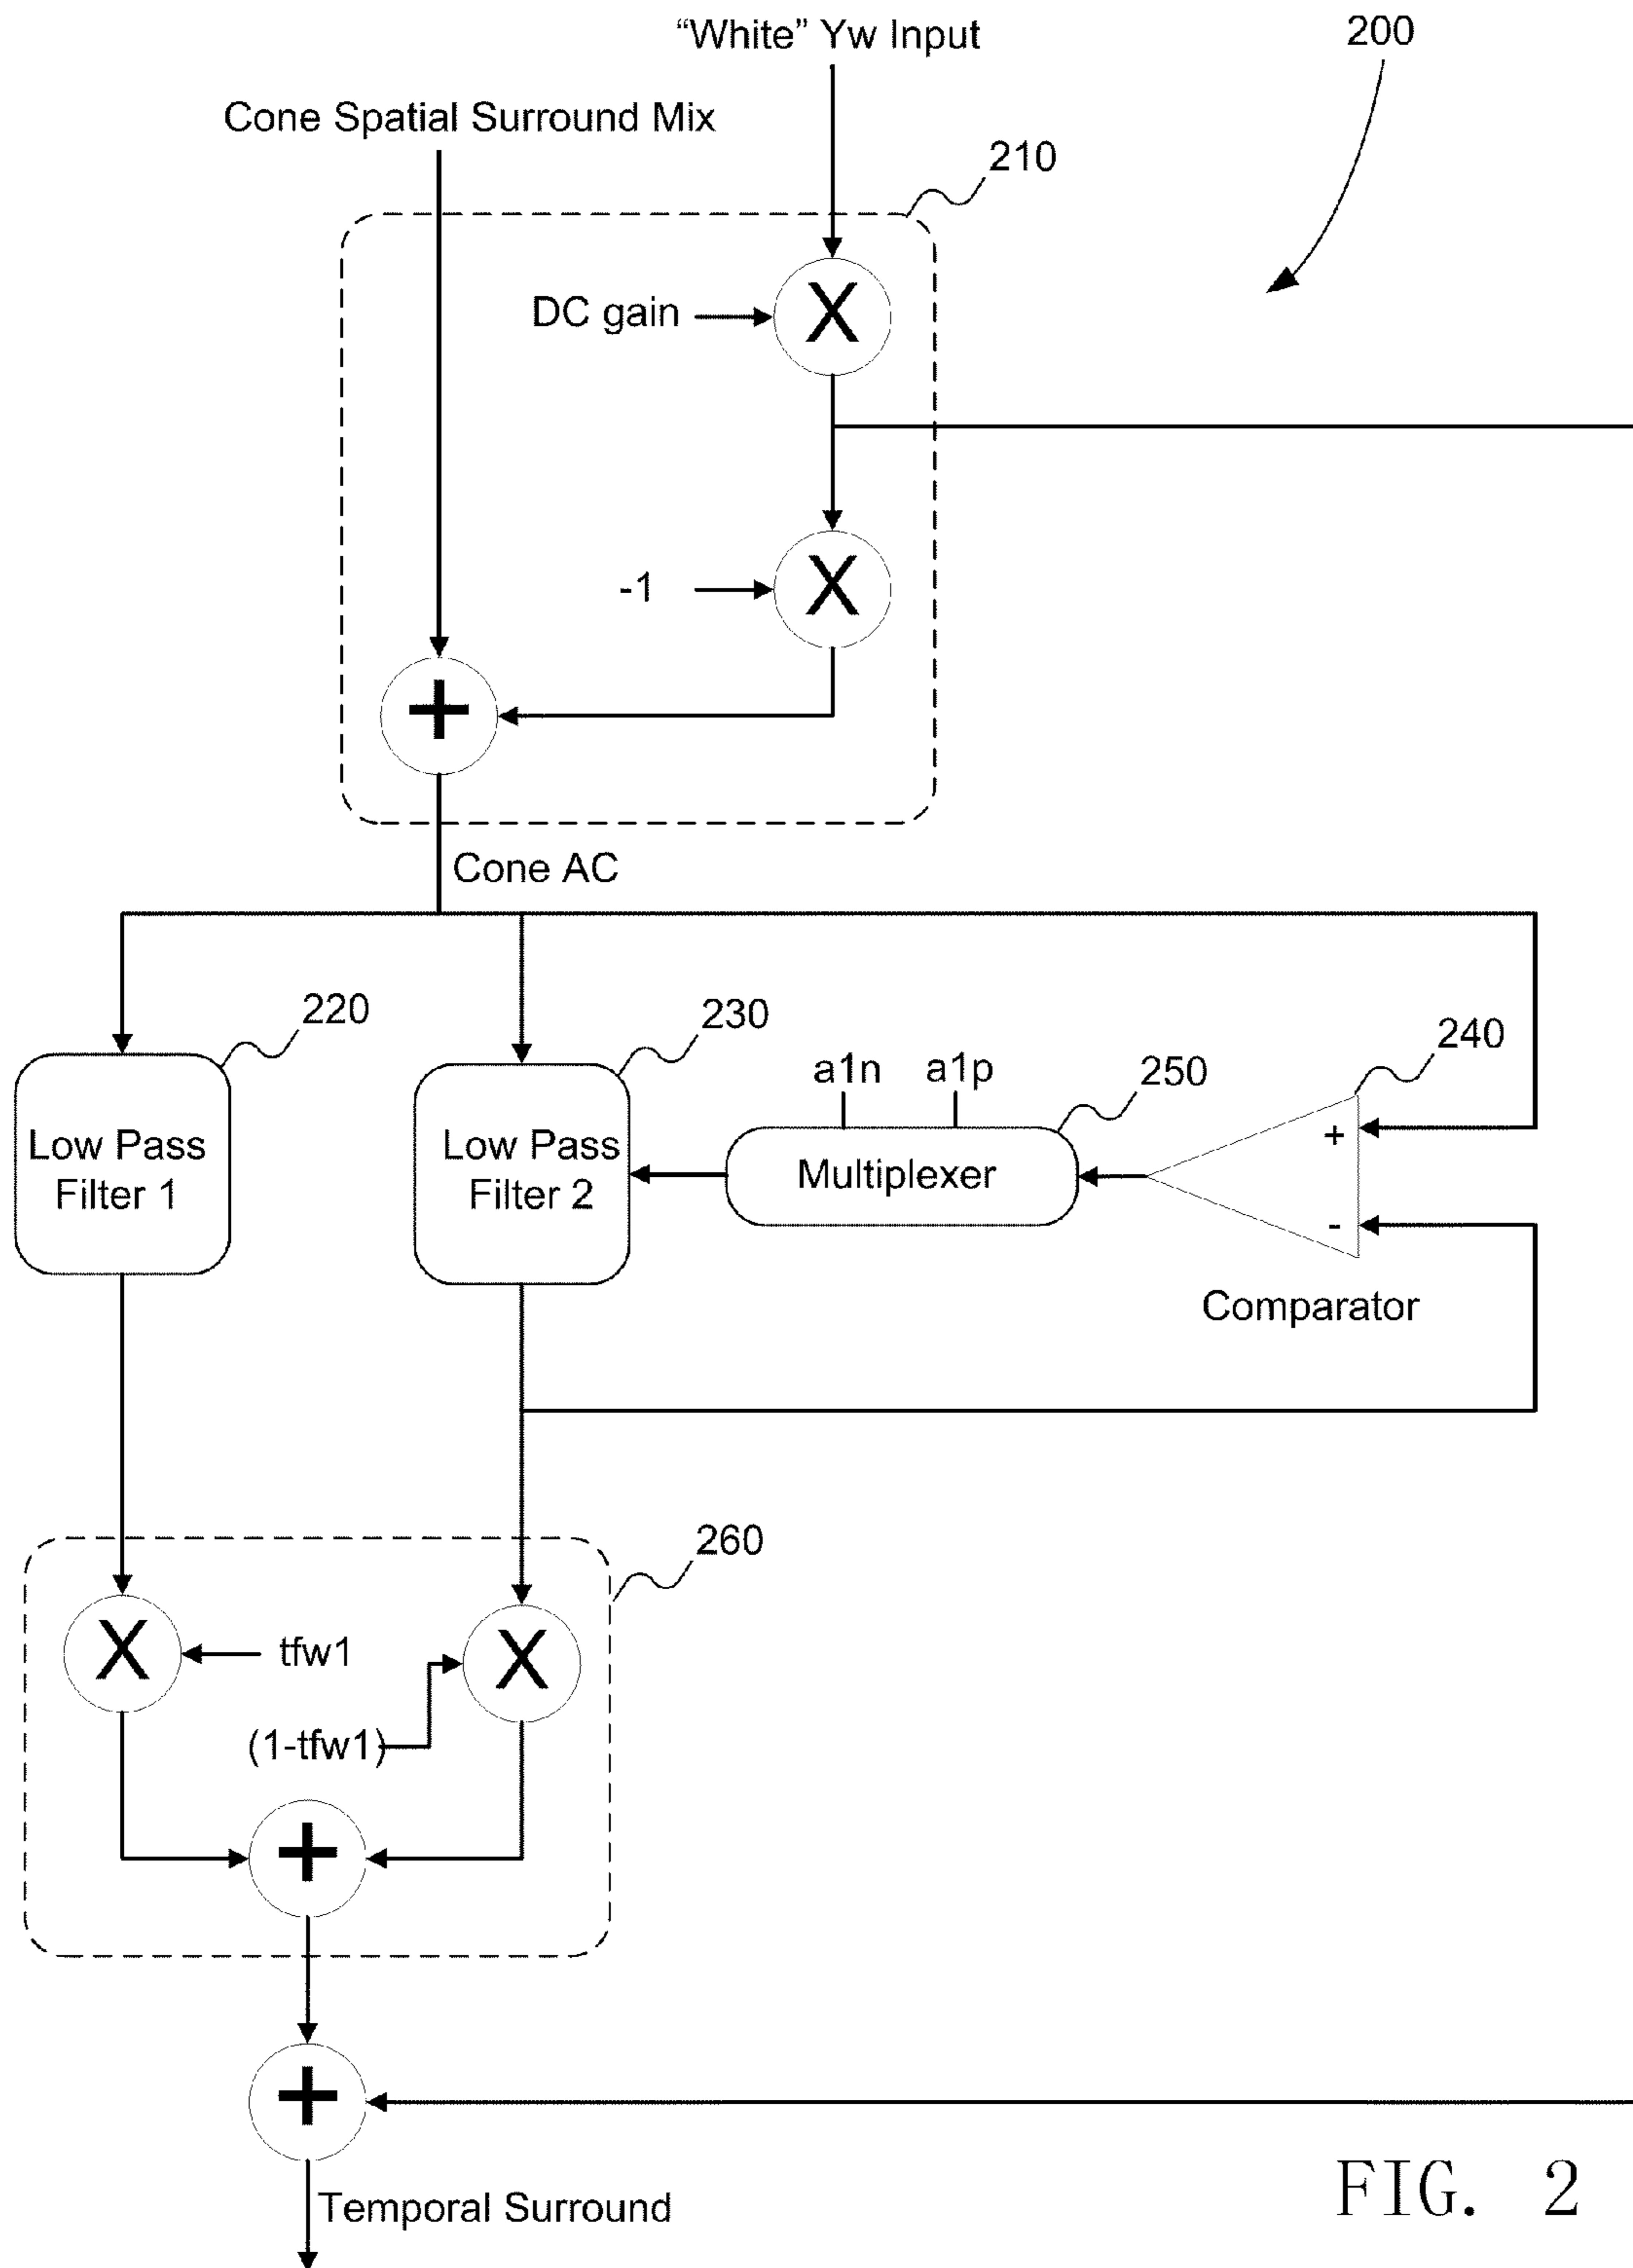 “White” Yw Input
200
Cone Spatial Surround Mix
210
DC gain
X
-1
X
+
Cone AC
220
230
240
a1n
a1p
250
Low Pass
Filter 1
Low Pass
Filter 2
Multiplexer
+
-
Comparator
260
X
tfw1
X
(1-tfw1)
+
+
Temporal Surround
FIG. 2